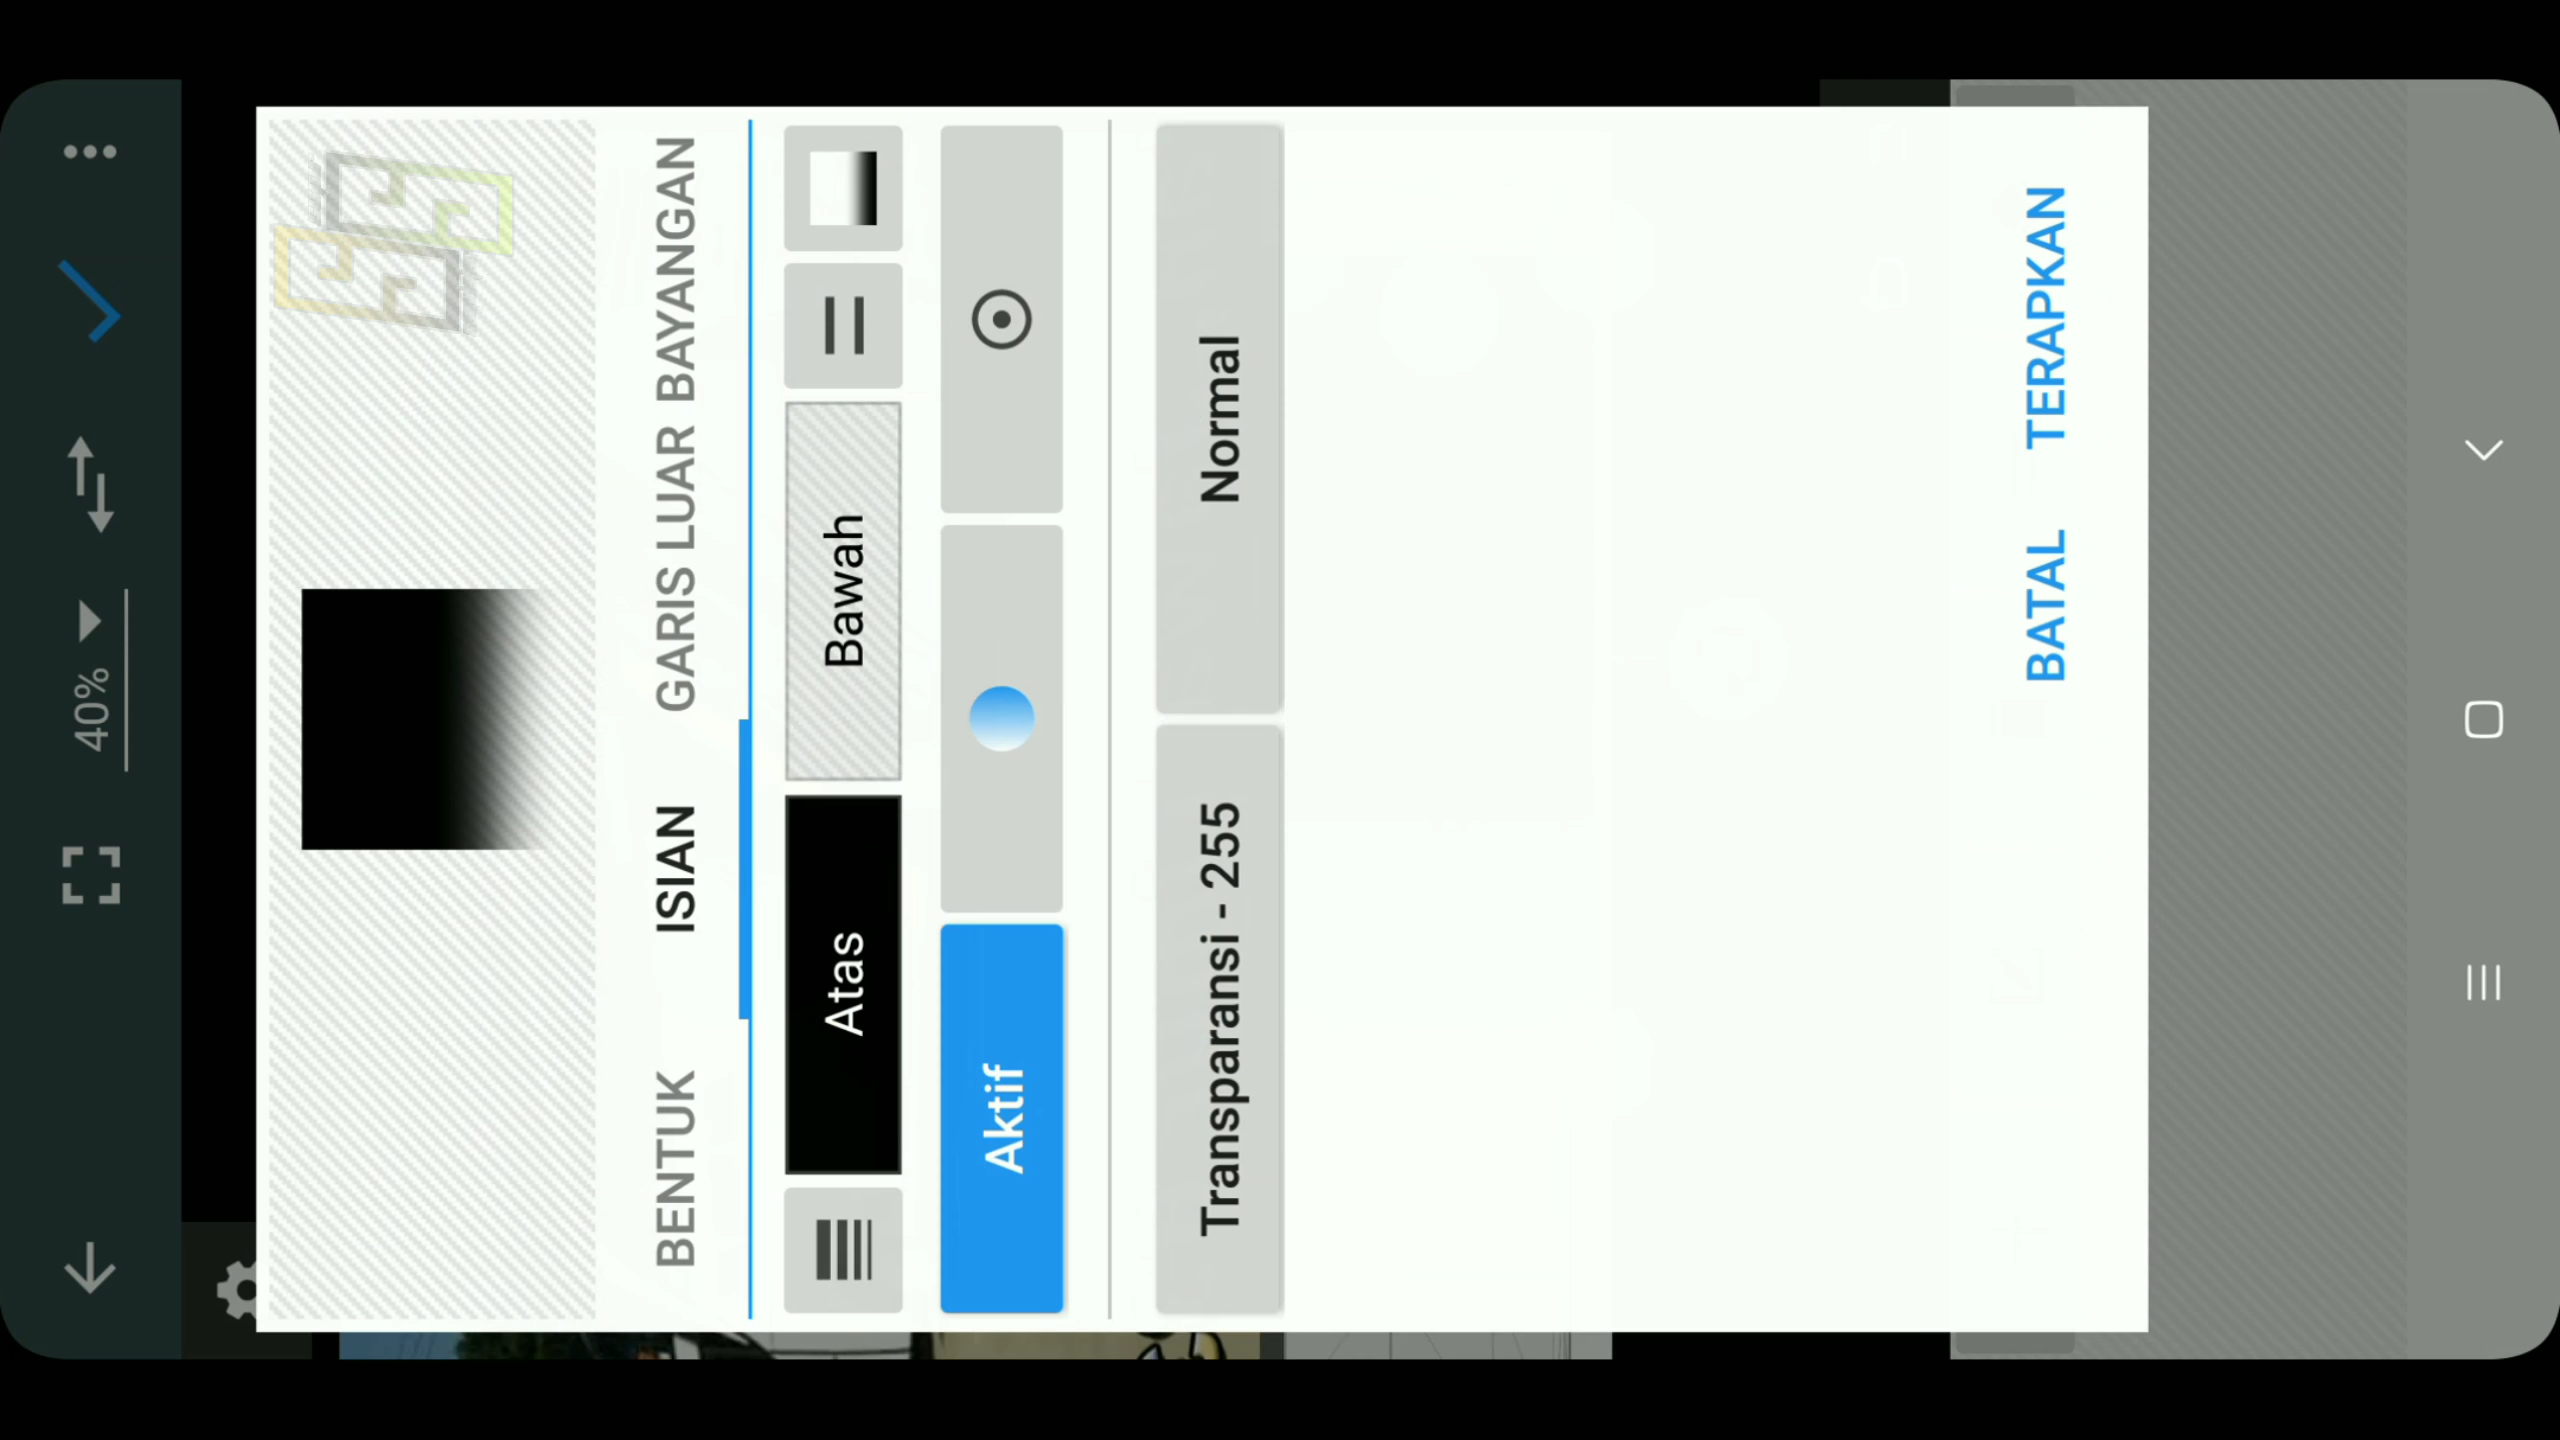 40%
BENTUK ISIAN GARIS LUAR BAYANGAN
Atas Bawah
Aktif
Transparansi - 255 Normal
BATAL TERAPKAN